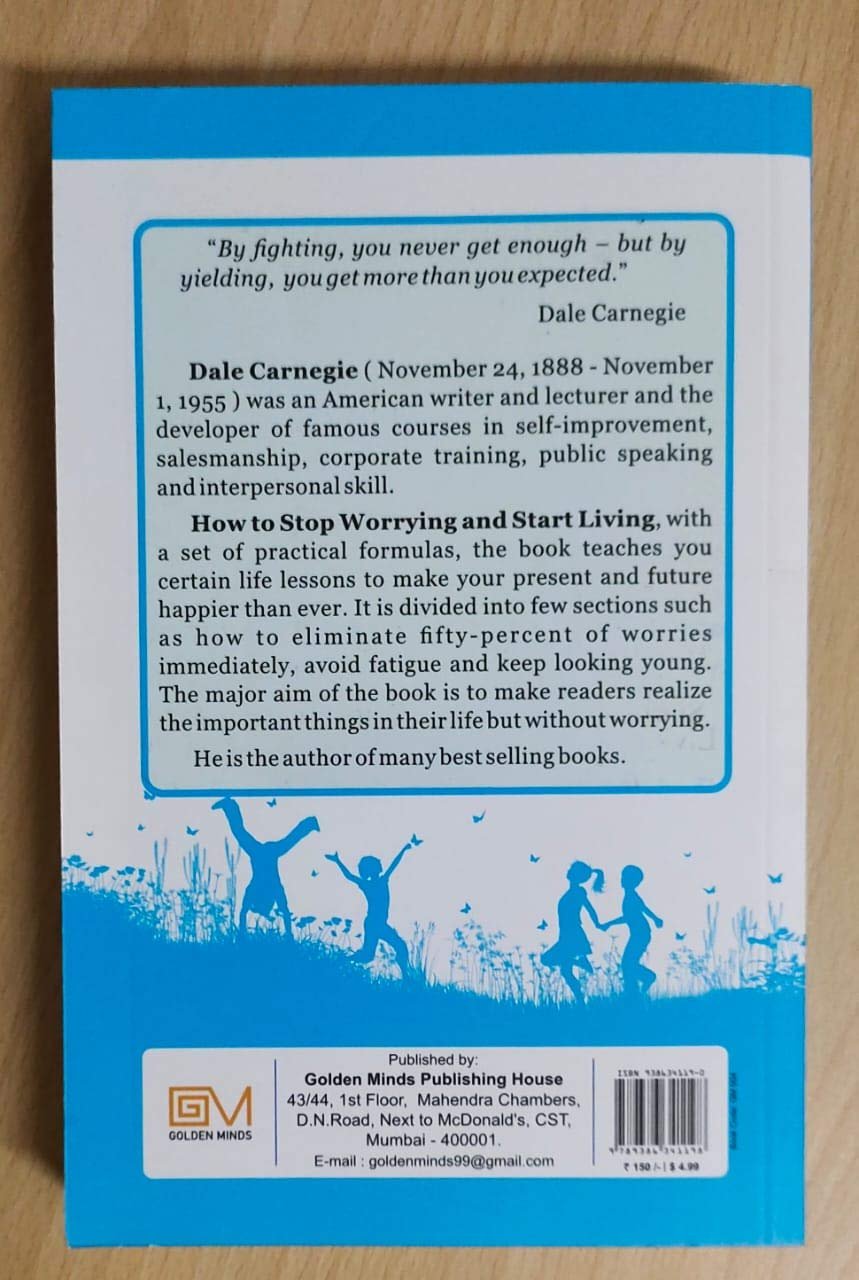 “By fighting, you never get enough – but by
yielding, you get more than you expected.”
Dale Carnegie
Dale Carnegie ( November 24, 1888 - November
1, 1955 ) was an American writer and lecturer and the
developer of famous courses in self-improvement,
salesmanship, corporate training, public speaking
and interpersonal skill.
How to Stop Worrying and Start Living, with
a set of practical formulas, the book teaches you
certain life lessons to make your present and future
happier than ever. It is divided into few sections such
as how to eliminate fifty-percent of worries
immediately, avoid fatigue and keep looking young.
The major aim of the book is to make readers realize
the important things in their life but without worrying.
He is the author of many best selling books.
GM
GOLDEN MINDS
Published by:
Golden Minds Publishing House
43/44, 1st Floor, Mahendra Chambers,
D.N.Road, Next to McDonald's, CST,
Mumbai - 400001.
E-mail : goldenminds99@gmail.com
ISBN 938634119-0
9 789386 341198
₹ 150 /- | $ 4.99